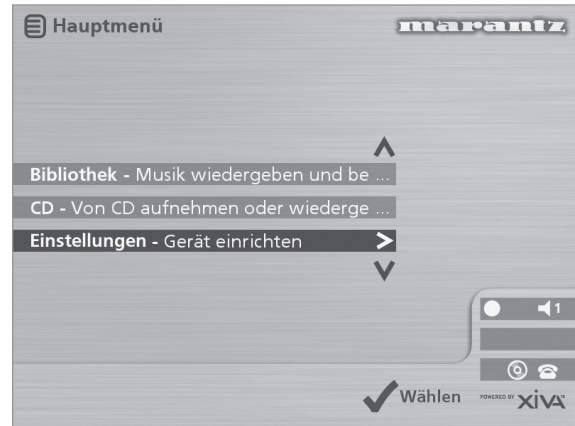 Hauptmenü
marantz
Bibliothek - Musik wiedergeben und be ...
CD - Von CD aufnehmen oder wiederge ...
Einstellungen - Gerät einrichten
1
Wählen
POWERED BY XiVA™